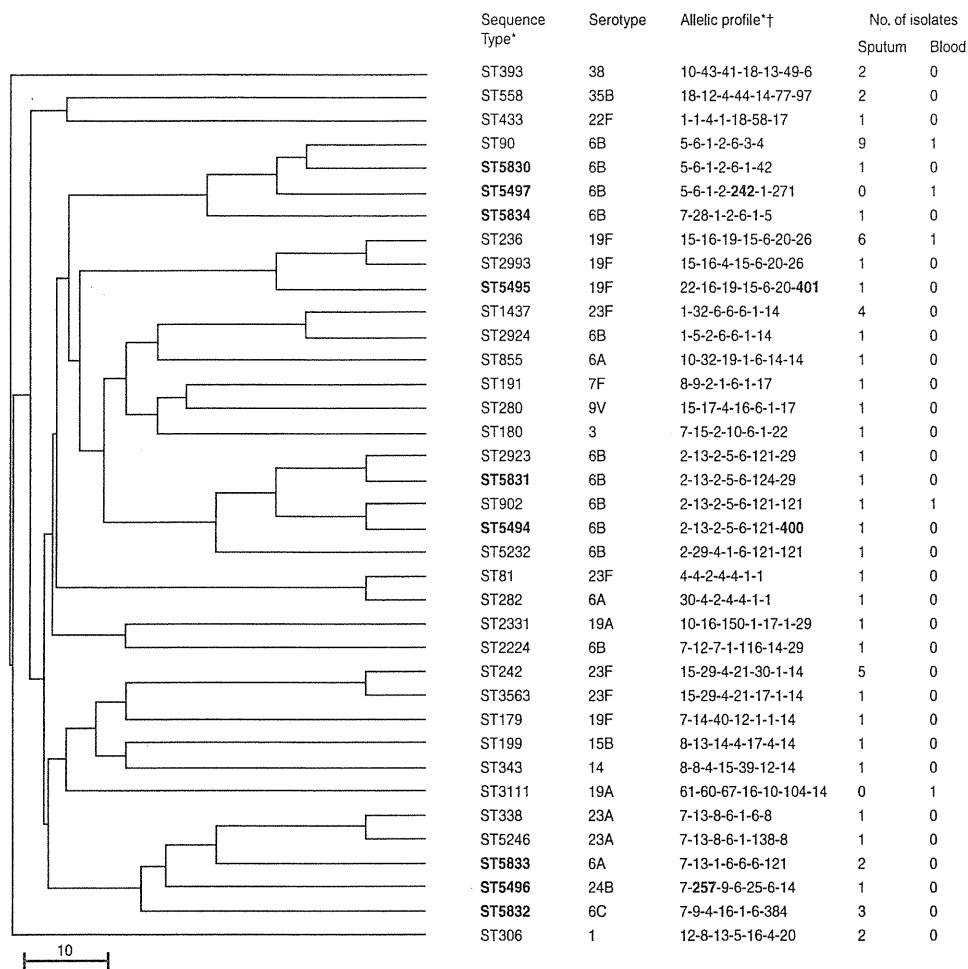 Sequence Type* Serotype Allelic profile*† No. of isolates
Sputum Blood
ST393 38 10-43-41-18-13-49-6 2 0
ST558 35B 18-12-4-44-14-77-97 2 0
ST433 22F 1-1-4-1-18-58-17 1 0
ST90 6B 5-6-1-2-6-3-4 9 1
ST5830 6B 5-6-1-2-6-1-42 1 0
ST5497 6B 5-6-1-2-242-1-271 0 1
ST5834 6B 7-28-1-2-6-1-5 1 0
ST236 19F 15-16-19-15-6-20-26 6 1
ST2993 19F 15-16-4-15-6-20-26 1 0
ST5495 19F 22-16-19-15-6-20-401 1 0
ST1437 23F 1-32-6-6-6-1-14 4 0
ST2924 6B 1-5-2-6-6-1-14 1 0
ST855 6A 10-32-19-1-6-14-14 1 0
ST191 7F 8-9-2-1-6-1-17 1 0
ST280 9V 15-17-4-16-6-1-17 1 0
ST180 3 7-15-2-10-6-1-22 1 0
ST2923 6B 2-13-2-5-6-121-29 1 0
ST5831 6B 2-13-2-5-6-124-29 1 0
ST902 6B 2-13-2-5-6-121-121 1 1
ST5494 6B 2-13-2-5-6-121-400 1 0
ST5232 6B 2-29-4-1-6-121-121 1 0
ST81 23F 4-4-2-4-4-1-1 1 0
ST282 6A 30-4-2-4-4-1-1 1 0
ST2331 19A 10-16-150-1-17-1-29 1 0
ST2224 6B 7-12-7-1-116-14-29 1 0
ST242 23F 15-29-4-21-30-1-14 5 0
ST3563 23F 15-29-4-21-17-1-14 1 0
ST179 19F 7-14-40-12-1-1-14 1 0
ST199 15B 8-13-14-4-17-4-14 1 0
ST343 14 8-8-4-15-39-12-14 1 0
ST3111 19A 61-60-67-16-10-104-14 0 1
ST338 23A 7-13-8-6-1-6-8 1 0
ST5246 23A 7-13-8-6-1-138-8 1 0
ST5833 6A 7-13-1-6-6-6-121 2 0
ST5496 24B 7-257-9-6-25-6-14 1 0
ST5832 6C 7-9-4-16-1-6-384 3 0
ST306 1 12-8-13-5-16-4-20 2 0
10